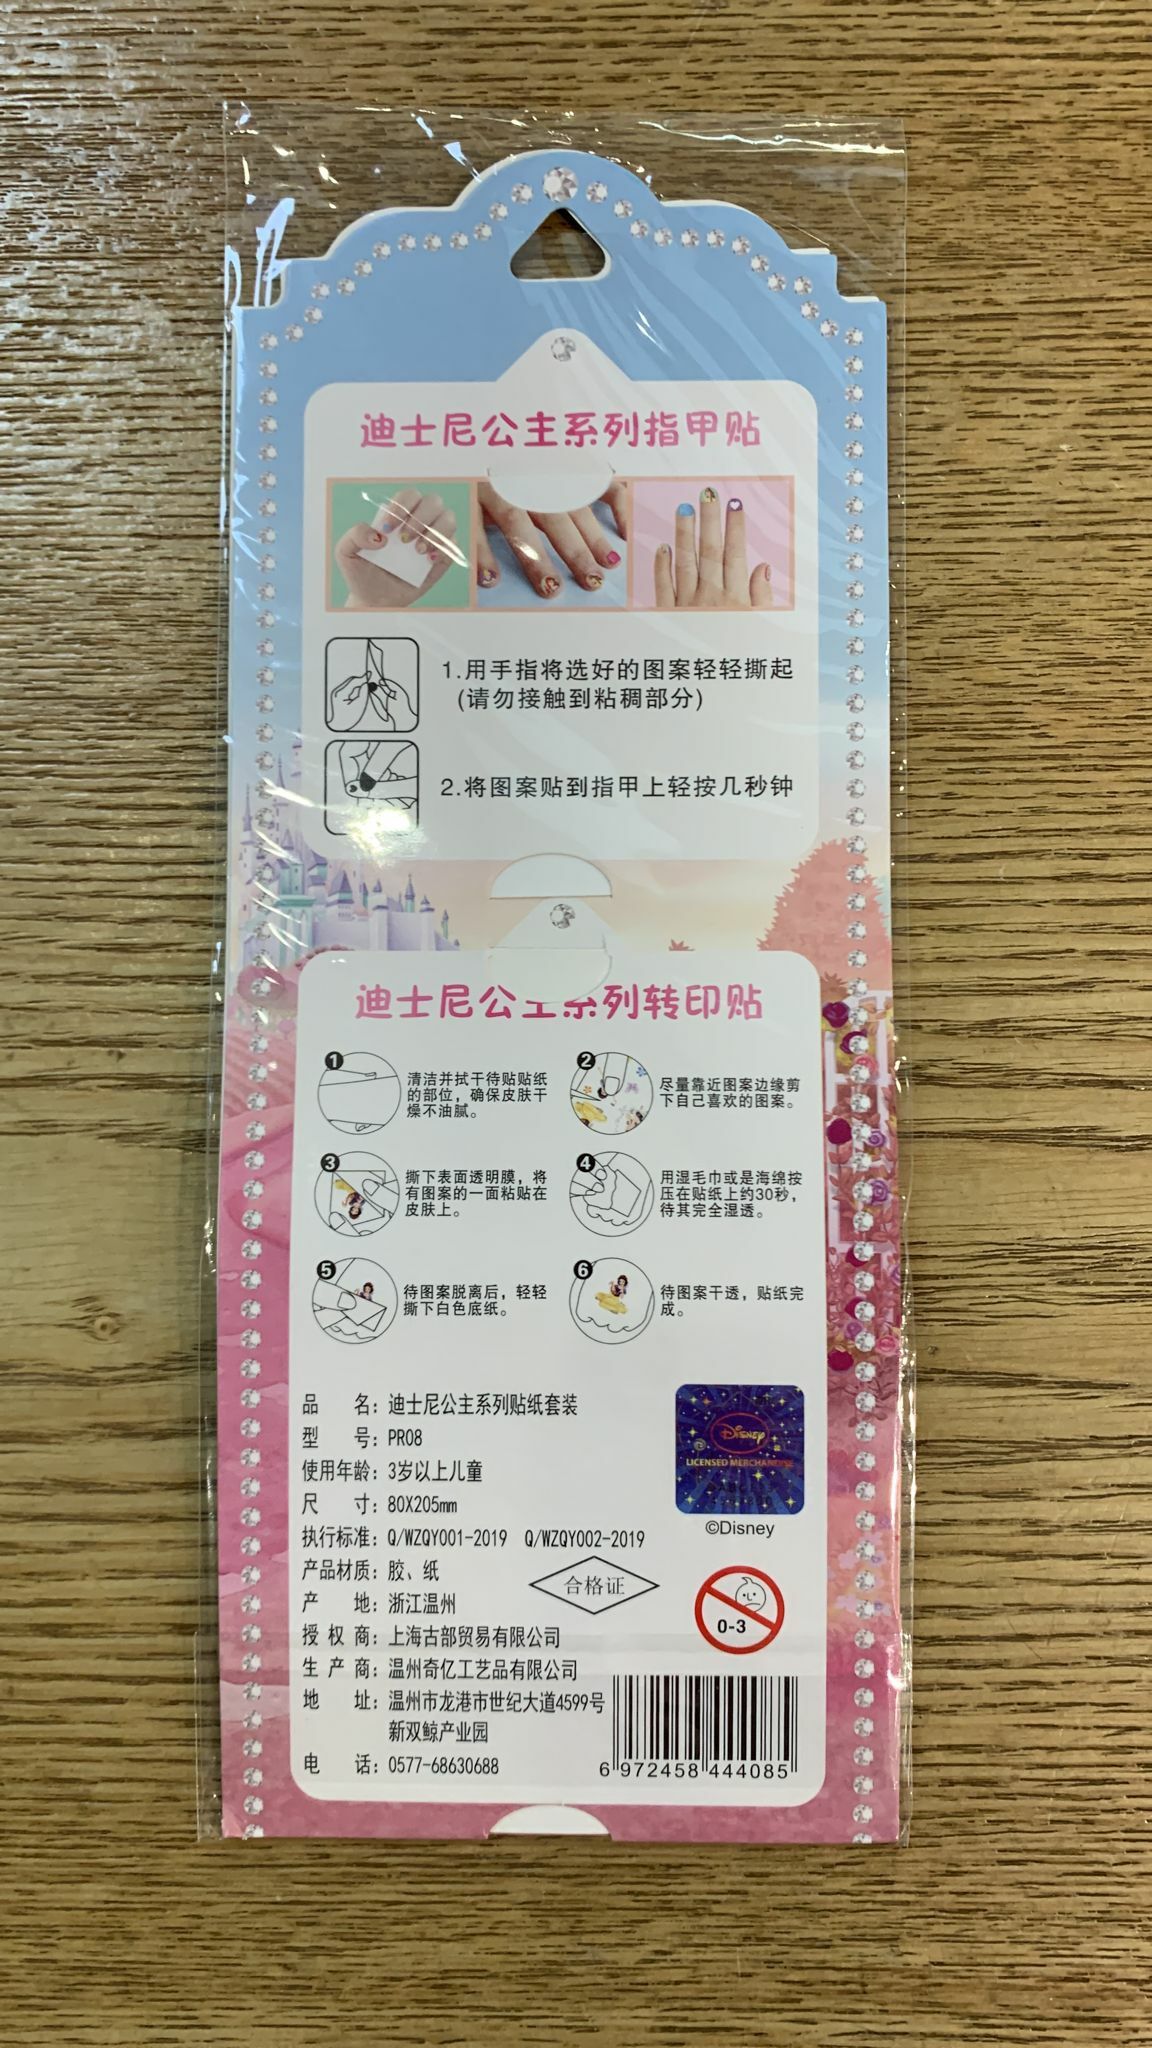 迪士尼公主系列指甲贴
1.用手指将选好的图案轻轻撕起
(请勿接触到粘稠部分)
2.将图案贴到指甲上轻按几秒钟
迪士尼公主系列转印贴
1
清洁并拭干待贴贴纸
的部位，确保皮肤干
燥不油腻。
2
尽量靠近图案边缘剪
下自己喜欢的图案。
3
撕下表面透明膜，将
有图案的一面粘贴在
皮肤上。
4
用湿毛巾或是海绵按
压在贴纸上约30秒，
待其完全湿透。
5
待图案脱离后，轻轻
撕下白色底纸。
6
待图案干透，贴纸完
成。
品 名：迪士尼公主系列贴纸套装
型 号：PR08
使用年龄：3岁以上儿童
尺 寸：80X205mm
执行标准：Q/WZQY001-2019 Q/WZQY002-2019
产品材质：胶、纸
产 地：浙江温州
授 权 商：上海古部贸易有限公司
生 产 商：温州奇亿工艺品有限公司
地 址：温州市龙港市世纪大道4599号
新双鲸产业园
电 话：0577-68630688
Disney
LICENSED MERCHANDISE
©Disney
合格证
0-3
6 972458 444085